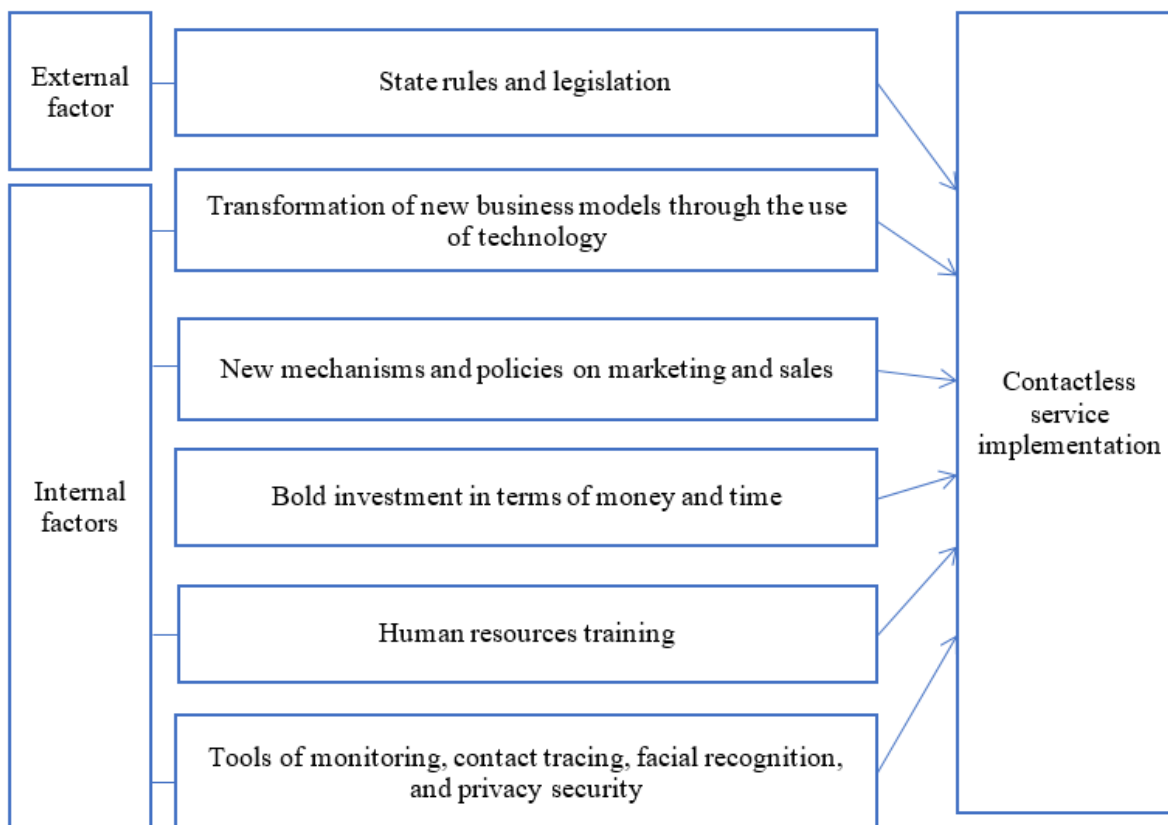 External
factor
State rules and legislation
Transformation of new business models through the use
of technology
New mechanisms and policies on marketing and sales
Bold investment in terms of money and time
Internal
factors
Human resources training
Tools of monitoring, contact tracing, facial recognition,
and privacy security
Contactless
service
implementation